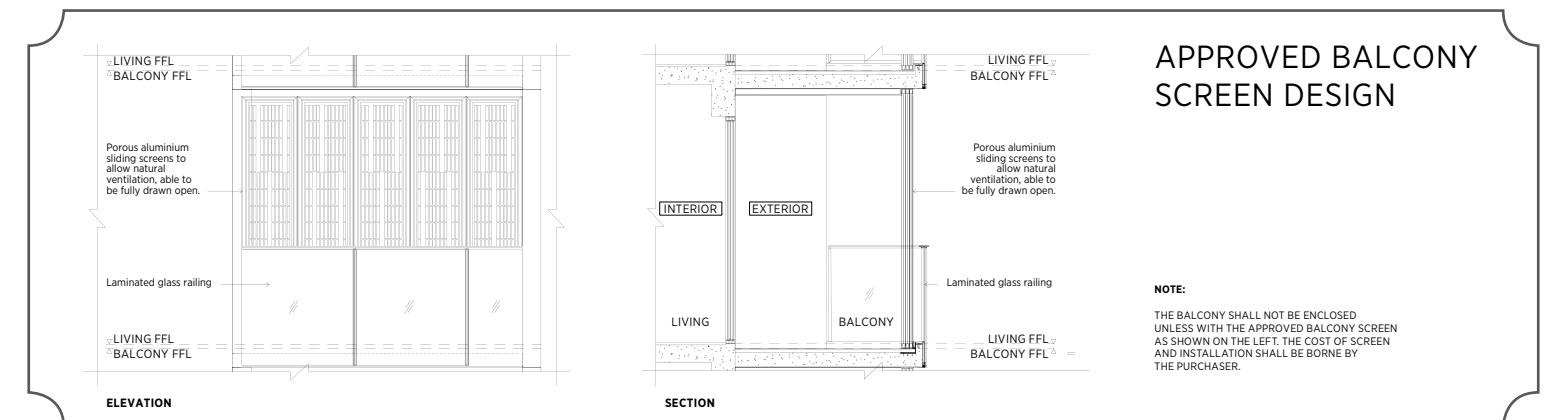 LIVING FFL
BALCONY FFL
Porous aluminium
sliding screens to
allow natural
ventilation, able to
be fully drawn open.
Laminated glass railing
LIVING FFL
BALCONY FFL
ELEVATION
LIVING FFL
BALCONY FFL
Porous aluminium
sliding screens to
allow natural
ventilation, able to
be fully drawn open.
INTERIOR
EXTERIOR
Laminated glass railing
LIVING
BALCONY
LIVING FFL
BALCONY FFL
SECTION
APPROVED BALCONY
SCREEN DESIGN
NOTE:
THE BALCONY SHALL NOT BE ENCLOSED
UNLESS WITH THE APPROVED BALCONY SCREEN
AS SHOWN ON THE LEFT. THE COST OF SCREEN
AND INSTALLATION SHALL BE BORNE BY
THE PURCHASER.